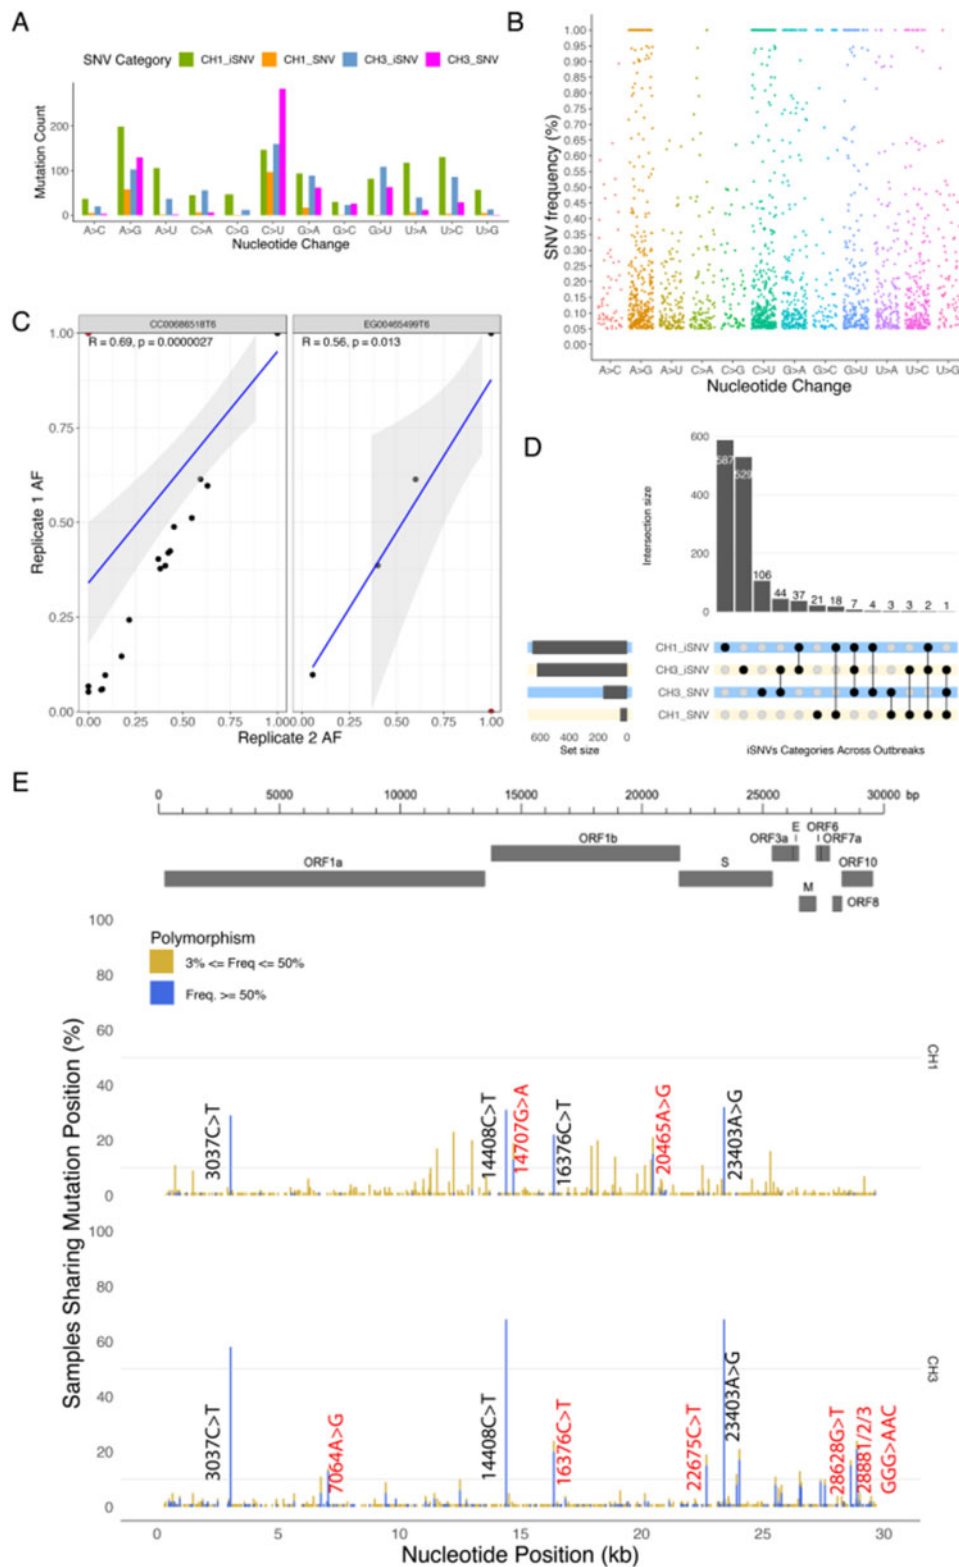 A
SNV Category CH1_iSNV CH1_SNV CH3_iSNV CH3_SNV
Mutation Count
200
100
0
A>C A>G A>U C>A C>G C>U G>A G>C G>U U>A U>C U>G
Nucleotide Change
B
SNV frequency (%)
1.00
0.95
0.90
0.85
0.80
0.75
0.70
0.65
0.60
0.55
0.50
0.45
0.40
0.35
0.30
0.25
0.20
0.15
0.10
0.05
0.00
A>C A>G A>U C>A C>G C>U G>A G>C G>U U>A U>C U>G
Nucleotide Change
C
CC00686518T6 EG00465499T6
R = 0.69, p = 0.0000027 R = 0.56, p = 0.013
Replicate 1 AF
1.00
0.75
0.50
0.25
0.00
0.00 0.25 0.50 0.75 1.00 0.00 0.25 0.50 0.75 1.00
Replicate 2 AF
D
Intersection size
600
400
200
0
587 529 106 44 37 21 18 7 4 3 3 2 1
CH1_iSNV
CH3_iSNV
CH3_SNV
CH1_SNV
600 400 200 0
Set size
iSNVs Categories Across Outbreaks
E
0 5000 10000 15000 20000 25000 30000 bp
ORF1a ORF1b S ORF3a E M ORF6 ORF7a ORF8 ORF10
Polymorphism
3% <= Freq <= 50%
Freq. >= 50%
Samples Sharing Mutation Position (%)
100
80
60
40
20
0
3037C>T 14408C>T 14707G>A 16376C>T 20465A>G 23403A>G
CH1
100
80
60
40
20
0
3037C>T 7064A>G 14408C>T 16376C>T 22675C>T 23403A>G 28628G>T 28881/2/3 GGG>AAC
CH3
0 5 10 15 20 25 30
Nucleotide Position (kb)